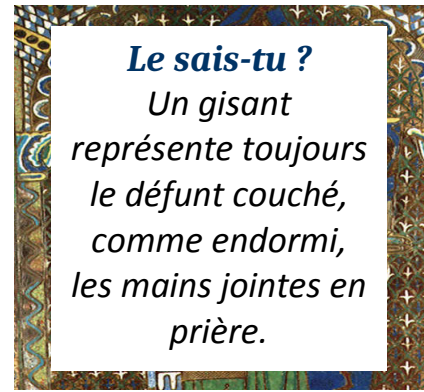 Le sais-tu ?
Un gisant
représente toujours
le défunt couché,
comme endormi,
les mains jointes en
prière.